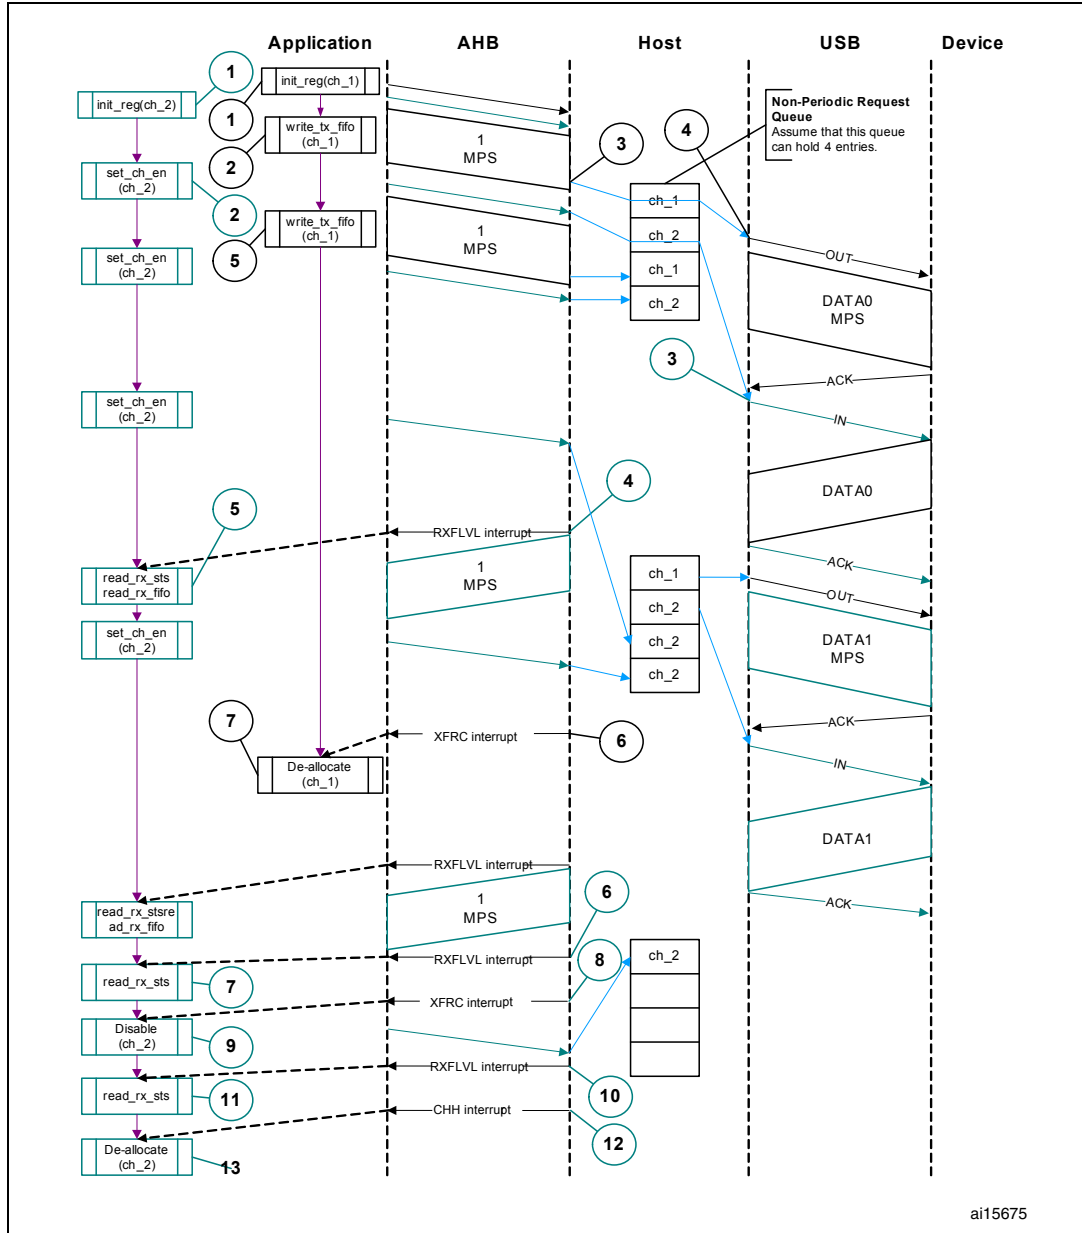 Application
AHB
Host
USB
Device
1
init_reg(ch_2)
init_reg(ch_1)
1
Non-Periodic Request
Queue
Assume that this queue
can hold 4 entries.
write_tx_fifo
(ch_1)
2
1
MPS
3
4
set_ch_en
(ch_2)
2
ch_1
ch_2
ch_1
ch_2
write_tx_fifo
(ch_1)
5
1
MPS
set_ch_en
(ch_2)
OUT
DATA0
MPS
3
ACK
set_ch_en
(ch_2)
IN
4
DATA0
5
RXFLVL interrupt
ACK
read_rx_sts
read_rx_fifo
1
MPS
ch_1
ch_2
ch_2
ch_2
OUT
set_ch_en
(ch_2)
DATA1
MPS
7
XFRC interrupt
6
ACK
De-allocate
(ch_1)
IN
DATA1
RXFLVL interrupt
read_rx_stsre
ad_rx_fifo
1
MPS
6
ACK
RXFLVL interrupt
8
ch_2
read_rx_sts
7
XFRC interrupt
Disable
(ch_2)
9
RXFLVL interrupt
10
read_rx_sts
11
CHH interrupt
12
De-allocate
(ch_2)
13
ai15675